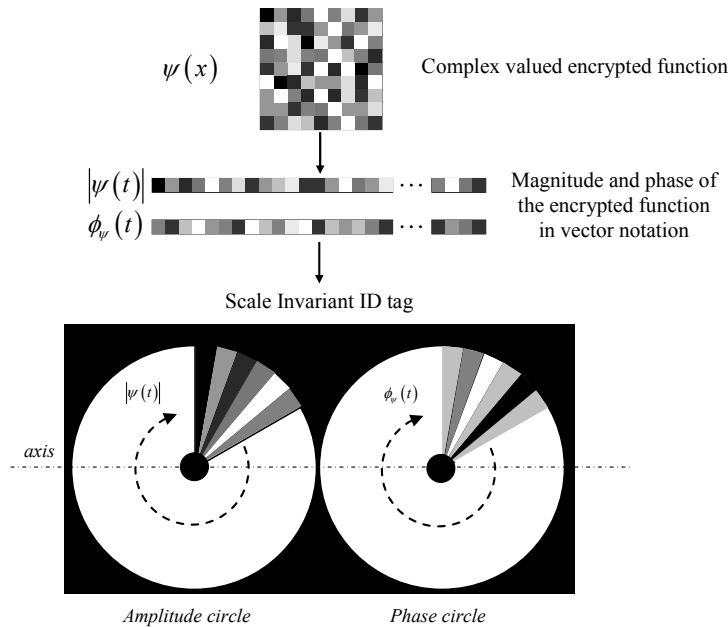 ψ(x)
Complex valued encrypted function
|ψ(t)|
...
Magnitude and phase of
the encrypted function
in vector notation
ϕψ(t)
...
Scale Invariant ID tag
|ψ(t)|
ϕψ(t)
axis
Amplitude circle
Phase circle